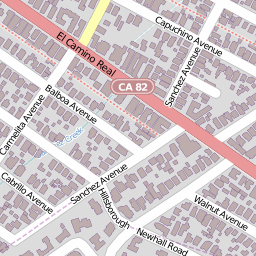 El Camino Real
Capuchino Avenue
CA 82
Sanchez Avenue
Balboa Avenue
Carmelita Avenue
Creek
Cabrillo Avenue
Sanchez Avenue
Hillsborough
Newhall Road
Walnut Avenue